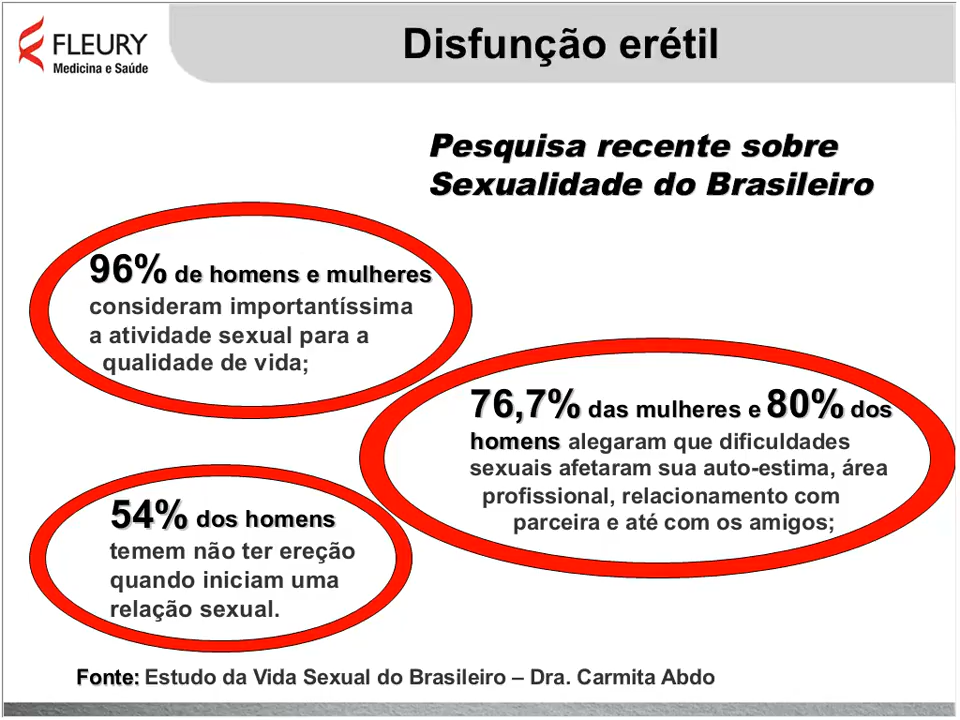 FLEURY
Medicina e Saúde
Disfunção erétil
Pesquisa recente sobre
Sexualidade do Brasileiro
96% de homens e mulheres
consideram importantíssima
a atividade sexual para a
qualidade de vida;
76,7% das mulheres e 80% dos
homens alegaram que dificuldades
sexuais afetaram sua auto-estima, área
profissional, relacionamento com
parceira e até com os amigos;
54% dos homens
temem não ter ereção
quando iniciam uma
relação sexual.
Fonte: Estudo da Vida Sexual do Brasileiro – Dra. Carmita Abdo